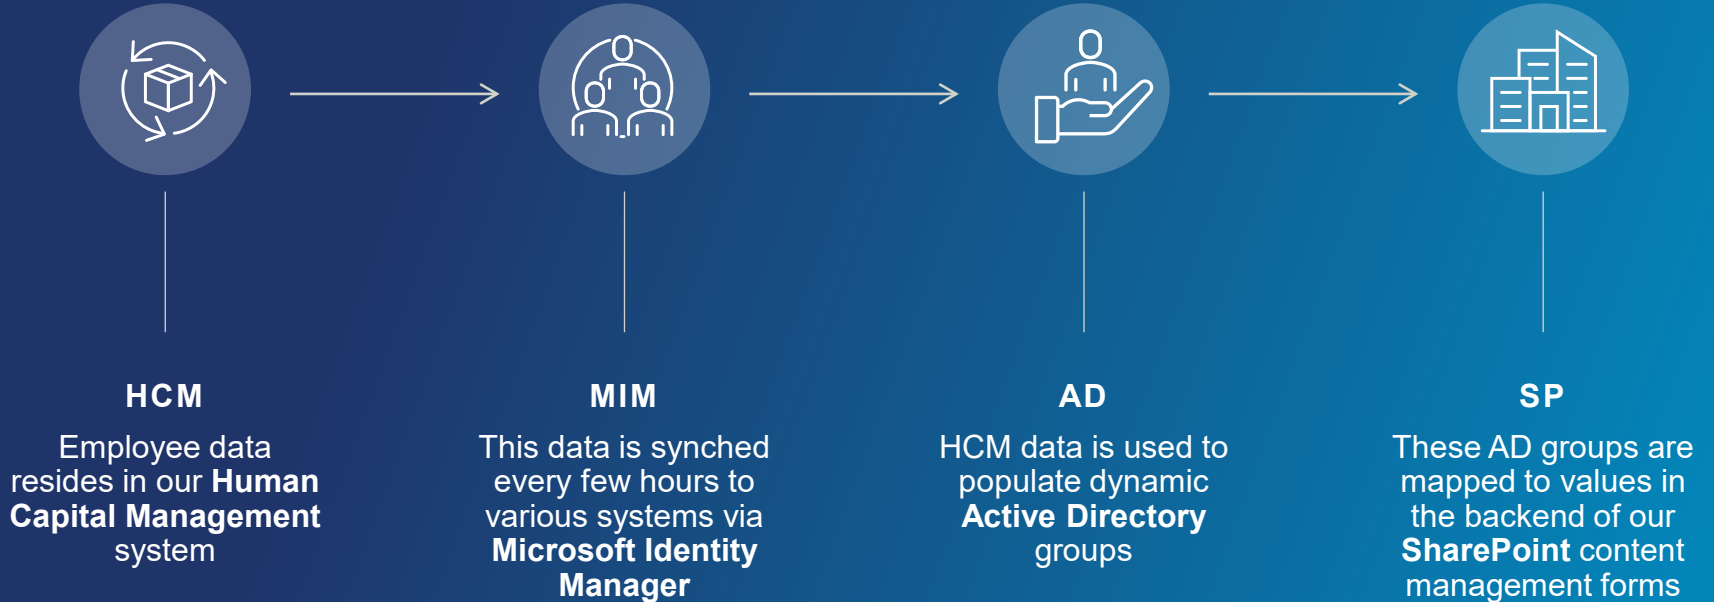 HCM
Employee data
resides in our Human
Capital Management
system
MIM
This data is synched
every few hours to
various systems via
Microsoft Identity
Manager
AD
HCM data is used to
populate dynamic
Active Directory
groups
SP
These AD groups are
mapped to values in
the backend of our
SharePoint content
management forms